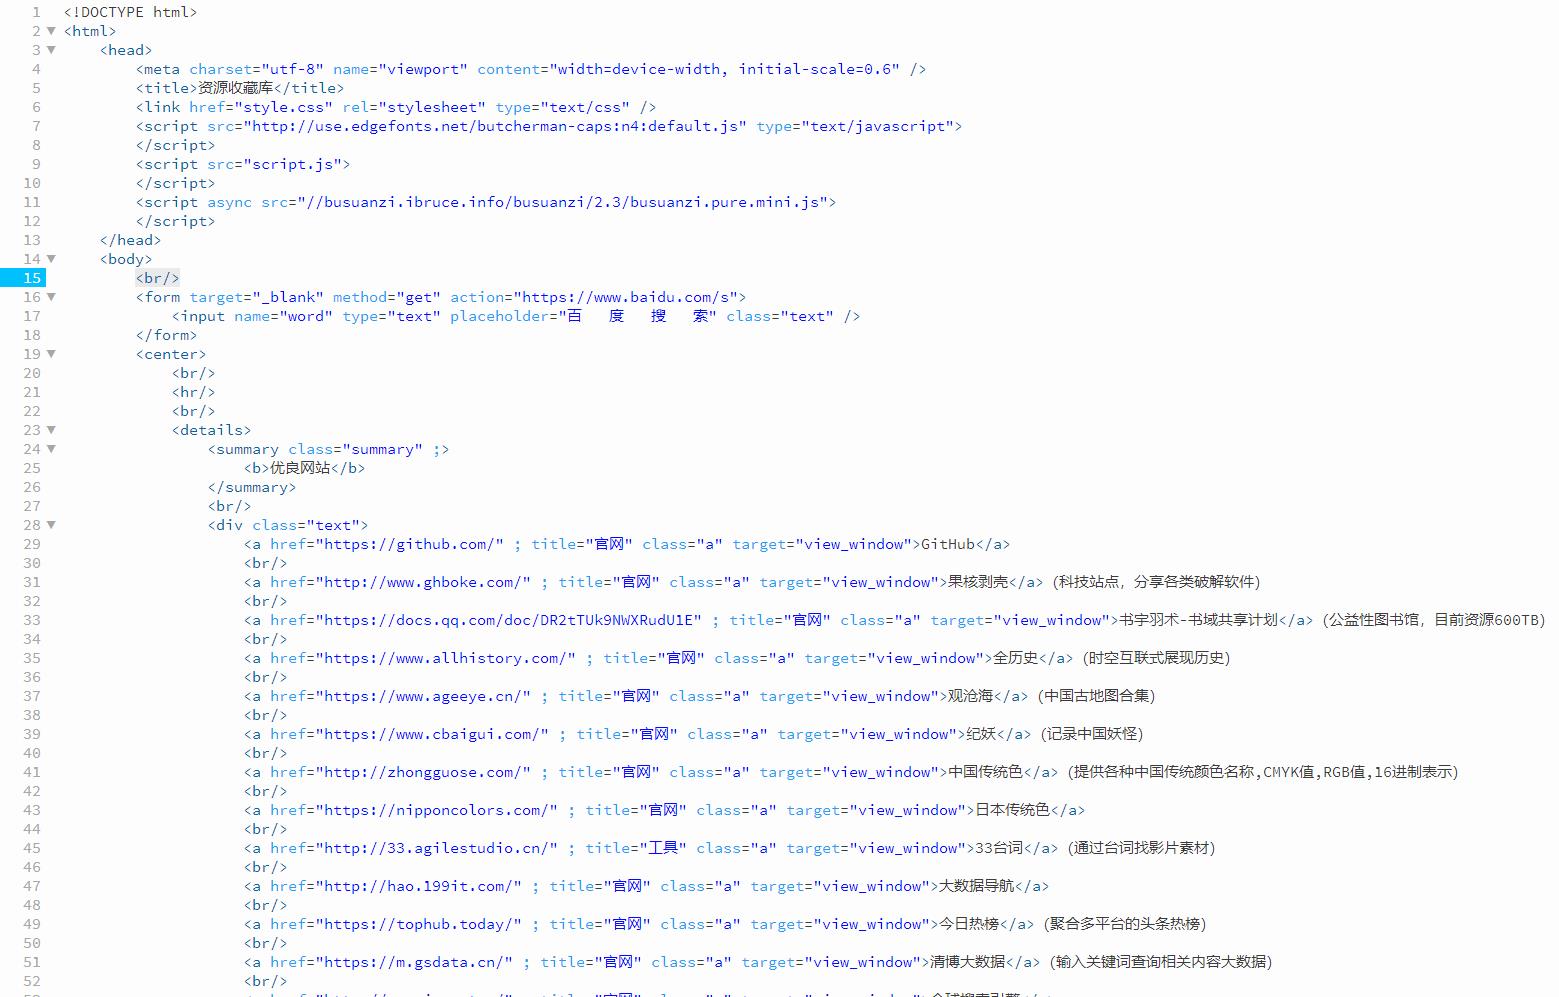 1 <!DOCTYPE html>
2 ▼ <html>
3 ▼ <head>
4 <meta charset="utf-8" name="viewport" content="width=device-width, initial-scale=0.6" />
5 <title>资源收藏库</title>
6 <link href="style.css" rel="stylesheet" type="text/css" />
7 <script src="http://use.edgefonts.net/butcherman-caps:n4:default.js" type="text/javascript">
8 </script>
9 <script src="script.js">
10 </script>
11 <script async src="//busuanzi.ibruce.info/busuanzi/2.3/busuanzi.pure.mini.js">
12 </script>
13 </head>
14 ▼ <body>
15 <br/>
16 ▼ <form target="_blank" method="get" action="https://www.baidu.com/s">
17 <input name="word" type="text" placeholder="百 度 搜 索" class="text" />
18 </form>
19 ▼ <center>
20 <br/>
21 <hr/>
22 <br/>
23 ▼ <details>
24 ▼ <summary class="summary" ;>
25 <b>优良网站</b>
26 </summary>
27 <br/>
28 ▼ <div class="text">
29 <a href="https://github.com/" ; title="官网" class="a" target="view_window">GitHub</a>
30 <br/>
31 <a href="http://www.ghboke.com/" ; title="官网" class="a" target="view_window">果核剥壳</a> (科技站点，分享各类破解软件)
32 <br/>
33 <a href="https://docs.qq.com/doc/DR2tTUk9NWXRudU1E" ; title="官网" class="a" target="view_window">书宇羽术-书域共享计划</a> (公益性图书馆，目前资源600TB)
34 <br/>
35 <a href="https://www.allhistory.com/" ; title="官网" class="a" target="view_window">全历史</a> (时空互联式展现历史)
36 <br/>
37 <a href="https://www.ageeye.cn/" ; title="官网" class="a" target="view_window">观沧海</a> (中国古地图合集)
38 <br/>
39 <a href="https://www.cbaigui.com/" ; title="官网" class="a" target="view_window">纪妖</a> (记录中国妖怪)
40 <br/>
41 <a href="http://zhongguose.com/" ; title="官网" class="a" target="view_window">中国传统色</a> (提供各种中国传统颜色名称,CMYK值,RGB值,16进制表示)
42 <br/>
43 <a href="https://nipponcolors.com/" ; title="官网" class="a" target="view_window">日本传统色</a>
44 <br/>
45 <a href="http://33.agilestudio.cn/" ; title="工具" class="a" target="view_window">33台词</a> (通过台词找影片素材)
46 <br/>
47 <a href="http://hao.199it.com/" ; title="官网" class="a" target="view_window">大数据导航</a>
48 <br/>
49 <a href="https://tophub.today/" ; title="官网" class="a" target="view_window">今日热榜</a> (聚合多平台的头条热榜)
50 <br/>
51 <a href="https://m.gsdata.cn/" ; title="官网" class="a" target="view_window">清博大数据</a> (输入关键词查询相关内容大数据)
52 <br/>